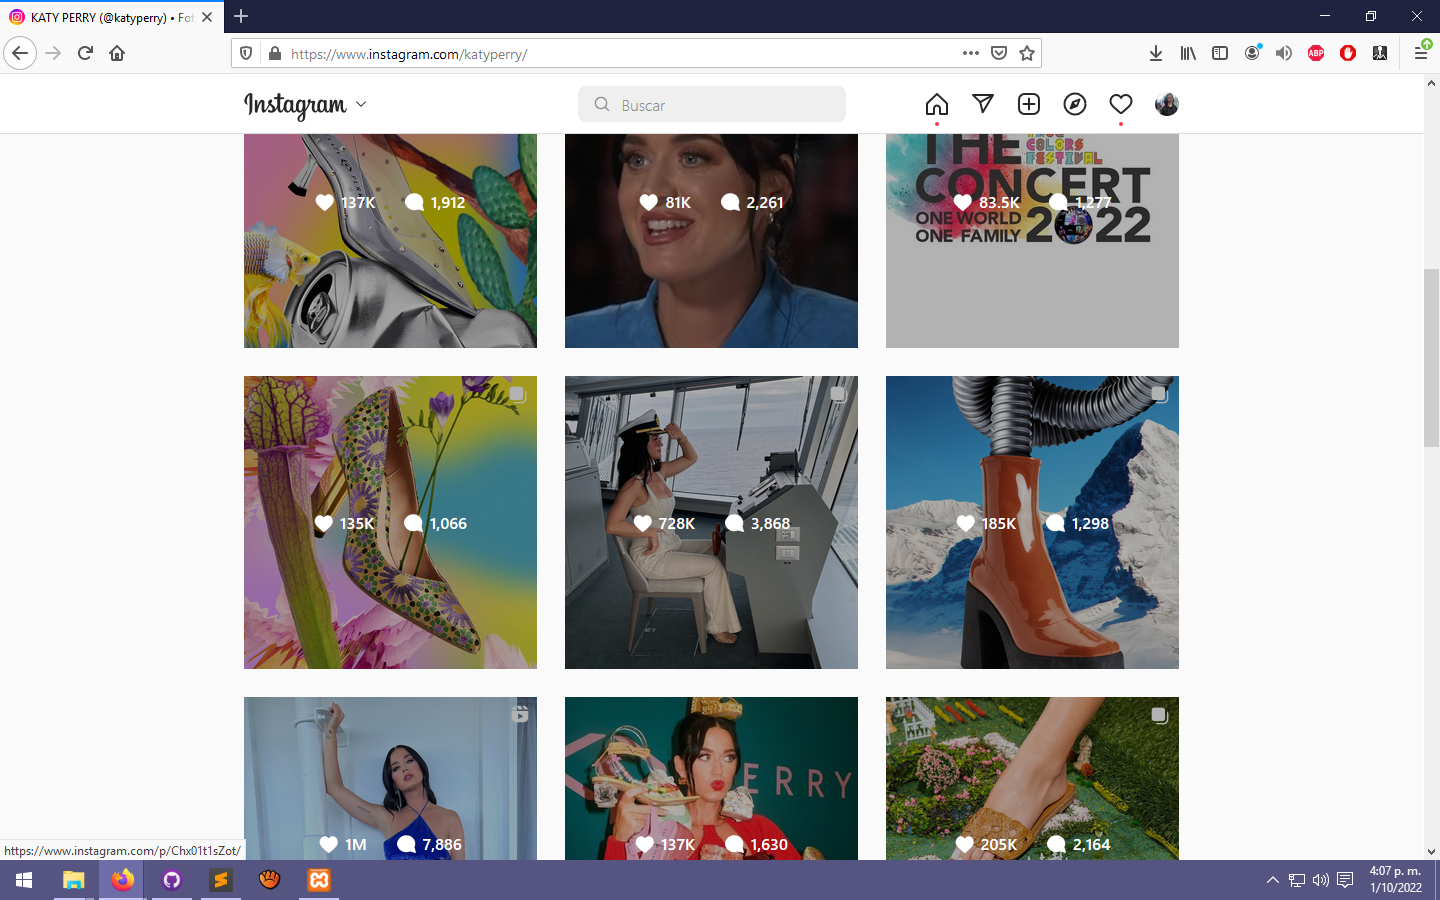 KATY PERRY (@katyperry) • Fot
https://www.instagram.com/katyperry/
ABP
Instagram
Buscar
THE
COLORS
FESTIVAL
CONCERT
ONE WORLD
ONE FAMILY
2022
137K 1,912
81K 2,261
83.5K 1,277
135K 1,066
728K 3,868
185K 1,298
ERRY
1M 7,886
137K 1,630
205K 2,164
https://www.instagram.com/p/Chx01t1sZot/
4:07 p. m.
1/10/2022